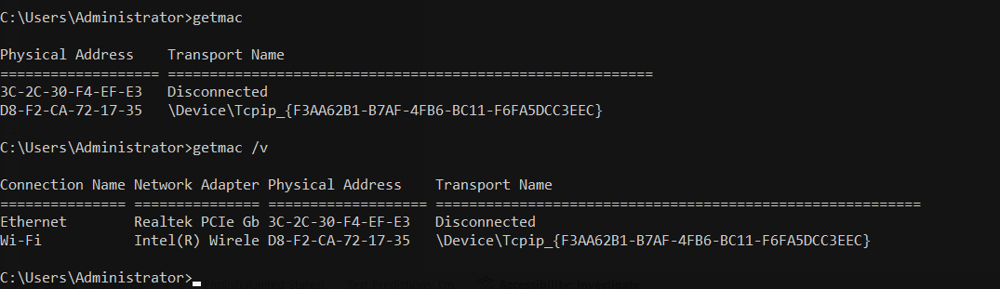 C:\Users\Administrator>getmac
Physical Address    Transport Name
=================== ==========================================================
3C-2C-30-F4-EF-E3   Disconnected
D8-F2-CA-72-17-35   \Device\Tcpip_{F3AA62B1-B7AF-4FB6-BC11-F6FA5DCC3EEC}
C:\Users\Administrator>getmac /v
Connection Name Network Adapter Physical Address    Transport Name
=============== =============== =================== ==========================================================
Ethernet        Realtek PCIe Gb 3C-2C-30-F4-EF-E3   Disconnected
Wi-Fi           Intel(R) Wirele D8-F2-CA-72-17-35   \Device\Tcpip_{F3AA62B1-B7AF-4FB6-BC11-F6FA5DCC3EEC}
C:\Users\Administrator>
Accessibility: Investigate